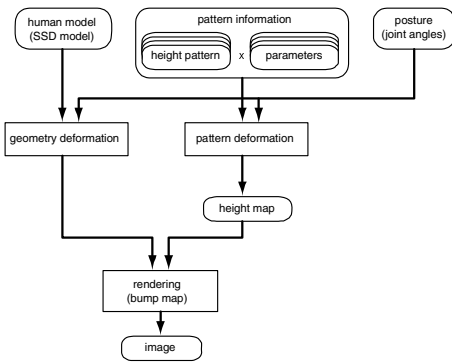 human model
(SSD model)
pattern information
height pattern x parameters
posture
(joint angles)
geometry deformation
pattern deformation
height map
rendering
(bump map)
image